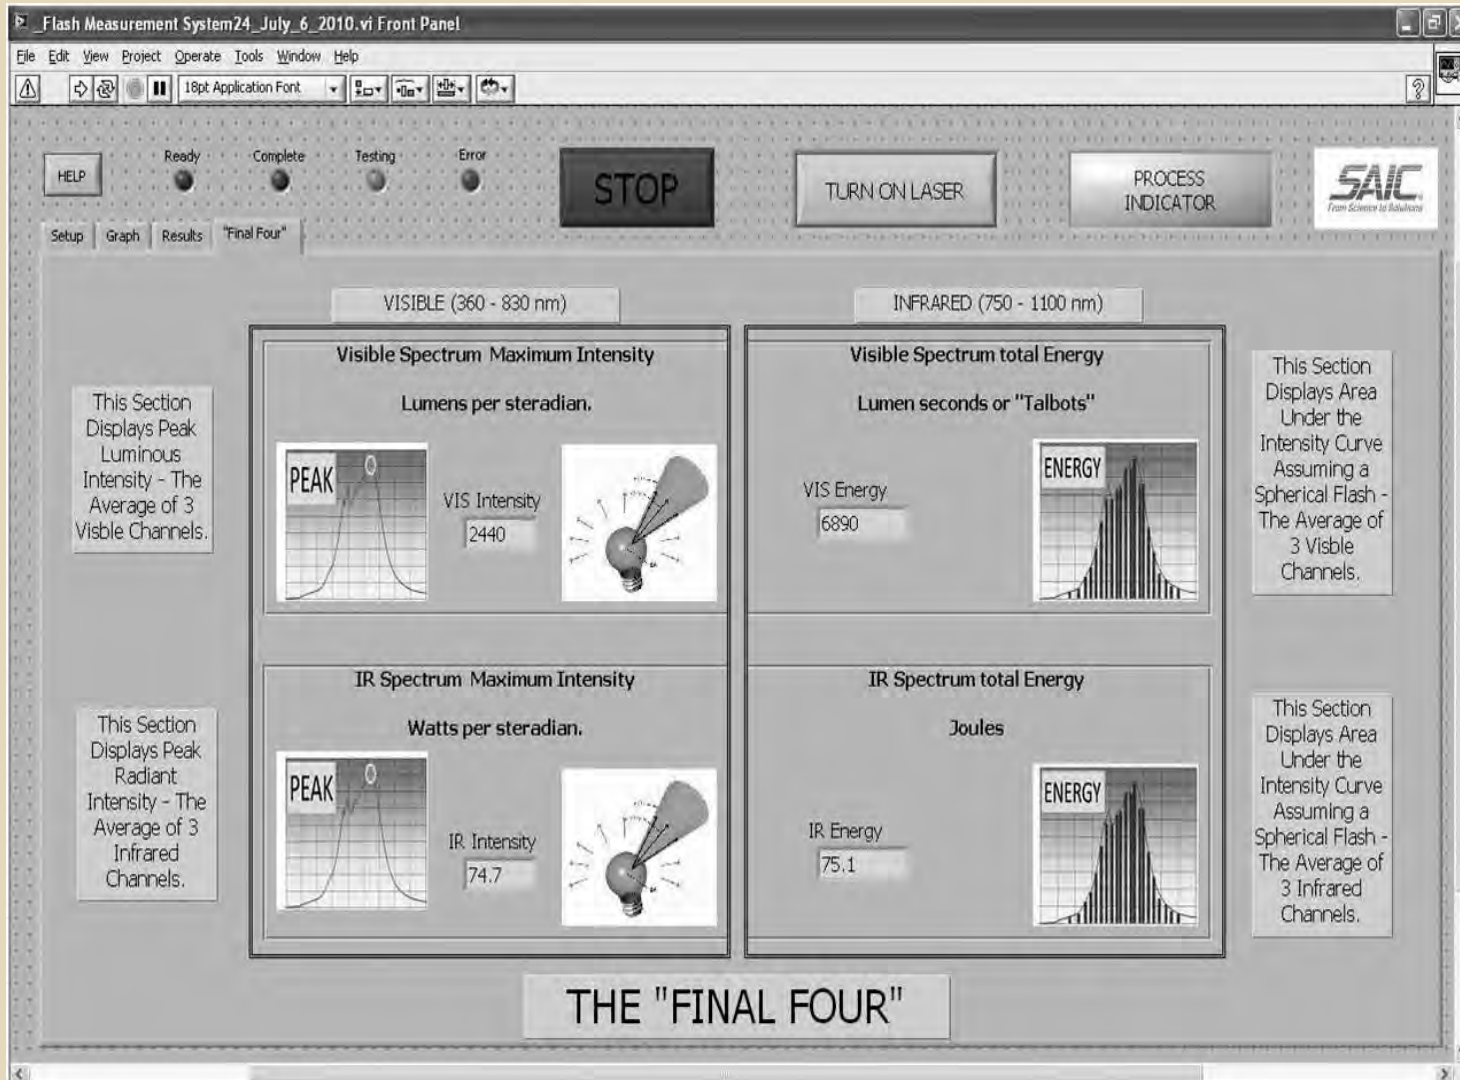 _Flash Measurement System24_July_6_2010.vi Front Panel
File Edit View Project Operate Tools Window Help
18pt Application Font
HELP
Ready
Complete
Testing
Error
STOP
TURN ON LASER
PROCESS
INDICATOR
SAIC
From Science to Solutions
Setup
Graph
Results
"Final Four"
VISIBLE (360 - 830 nm)
INFRARED (750 - 1100 nm)
This Section
Displays Peak
Luminous
Intensity - The
Average of 3
Visble Channels.
Visible Spectrum Maximum Intensity
Lumens per steradian.
PEAK
VIS Intensity
2440
Visible Spectrum total Energy
Lumen seconds or "Talbots"
VIS Energy
6890
ENERGY
This Section
Displays Area
Under the
Intensity Curve
Assuming a
Spherical Flash -
The Average of
3 Visble
Channels.
This Section
Displays Peak
Radiant
Intensity - The
Average of 3
Infrared
Channels.
IR Spectrum Maximum Intensity
Watts per steradian.
PEAK
IR Intensity
74.7
IR Spectrum total Energy
Joules
IR Energy
75.1
ENERGY
This Section
Displays Area
Under the
Intensity Curve
Assuming a
Spherical Flash -
The Average of
3 Infrared
Channels.
THE "FINAL FOUR"